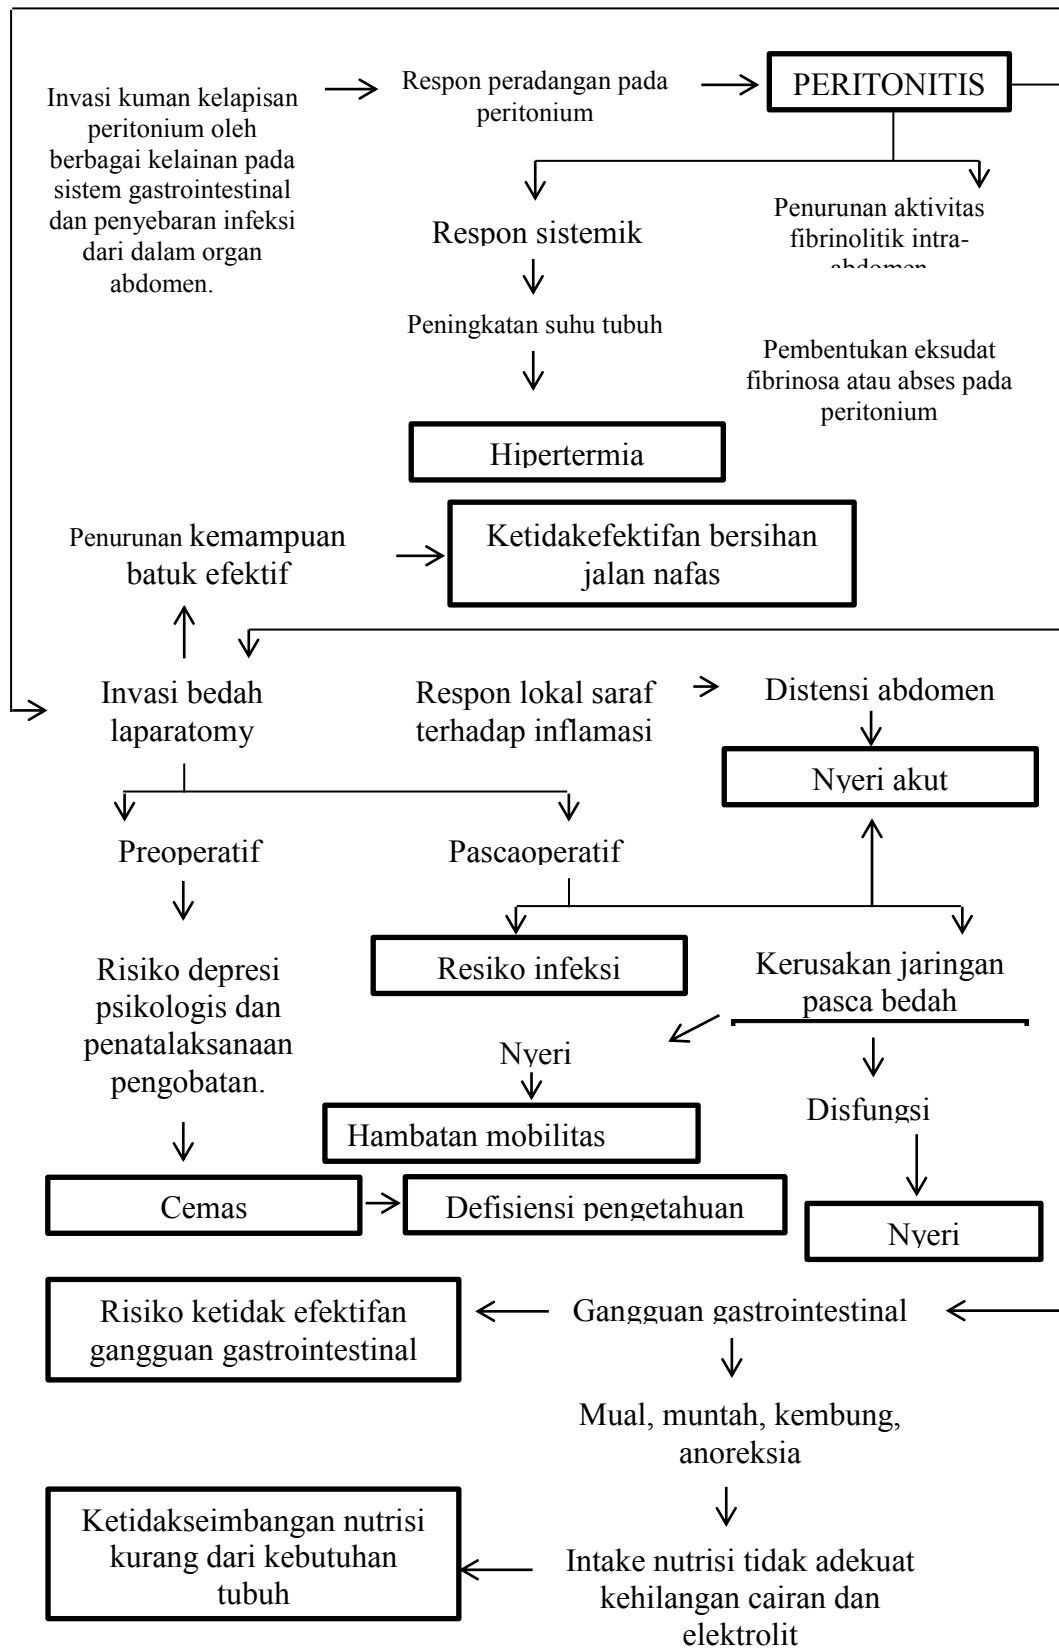 Invasi kuman kelapisan
peritonium oleh
berbagai kelainan pada
sistem gastrointestinal
dan penyebaran infeksi
dari dalam organ
abdomen.
Respon peradangan pada
peritonium
PERITONITIS
Respon sistemik
Penurunan aktivitas
fibrinolitik intra-
abdomen
Peningkatan suhu tubuh
Pembentukan eksudat
fibrinosa atau abses pada
peritonium
Hipertermia
Penurunan kemampuan
batuk efektif
Ketidakefektifan bersihan
jalan nafas
Invasi bedah
laparatomy
Respon lokal saraf
terhadap inflamasi
Distensi abdomen
Nyeri akut
Preoperatif
Pascaoperatif
Risiko depresi
psikologis dan
penatalaksanaan
pengobatan.
Resiko infeksi
Kerusakan jaringan
pasca bedah
Nyeri
Disfungsi
Hambatan mobilitas
Cemas
Defisiensi pengetahuan
Nyeri
Risiko ketidak efektifan
gangguan gastrointestinal
Gangguan gastrointestinal
Mual, muntah, kembung,
anoreksia
Ketidakseimbangan nutrisi
kurang dari kebutuhan
tubuh
Intake nutrisi tidak adekuat
kehilangan cairan dan
elektrolit